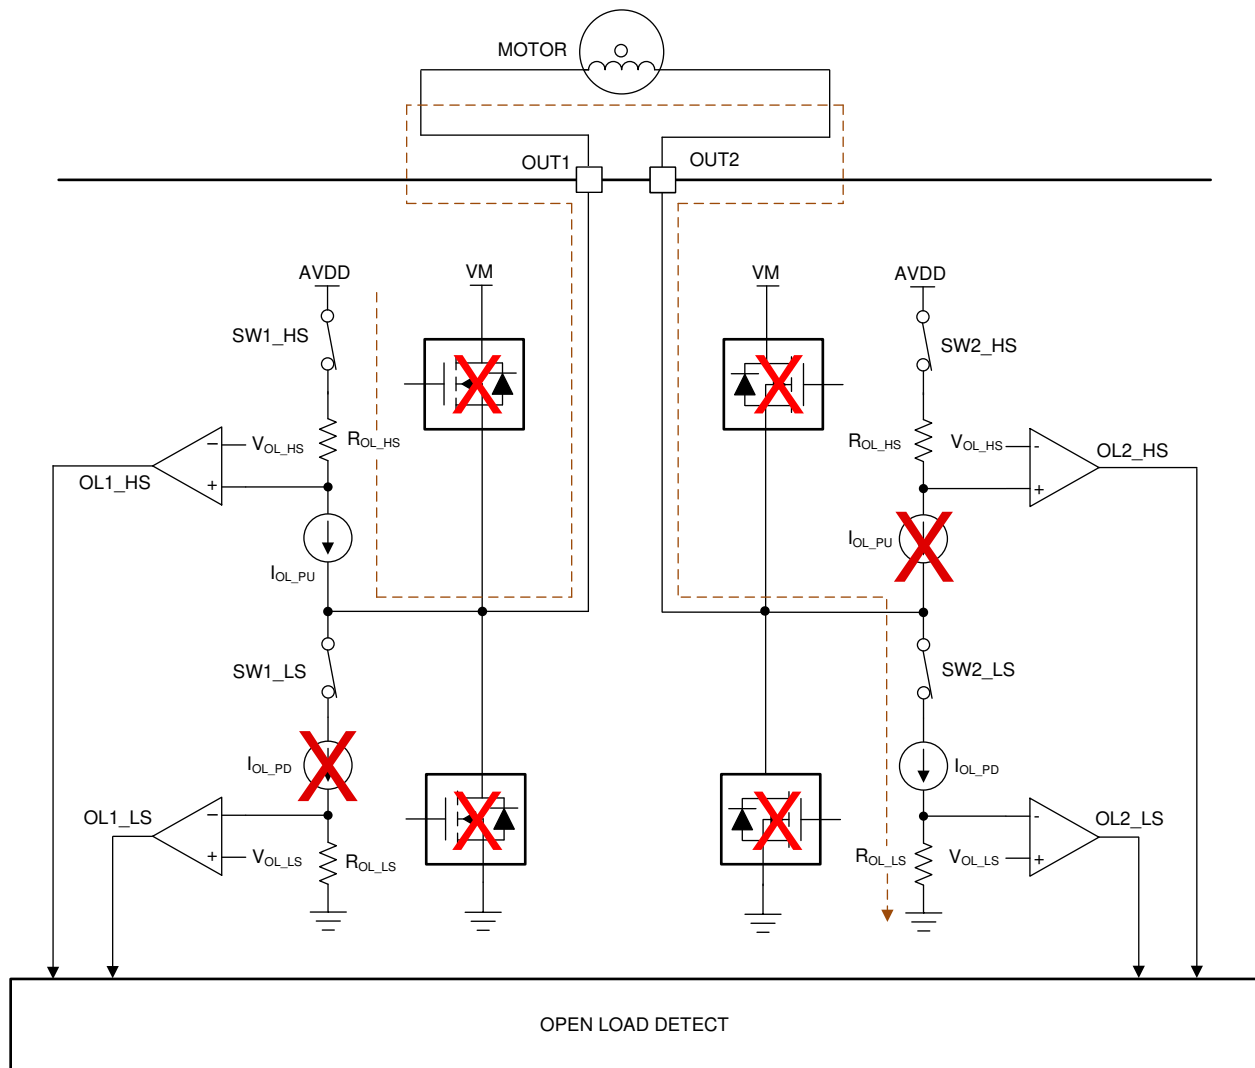 MOTOR
OUT1
OUT2
AVDD
VM
VM
AVDD
SW1_HS
SW2_HS
VOL_HS
ROL_HS
ROL_HS
VOL_HS
OL1_HS
OL2_HS
−
+
-
+
IOL_PU
IOL_PU
SW1_LS
SW2_LS
IOL_PD
IOL_PD
OL1_LS
OL2_LS
−
+
-
+
VOL_LS
ROL_LS
ROL_LS
VOL_LS
OPEN LOAD DETECT